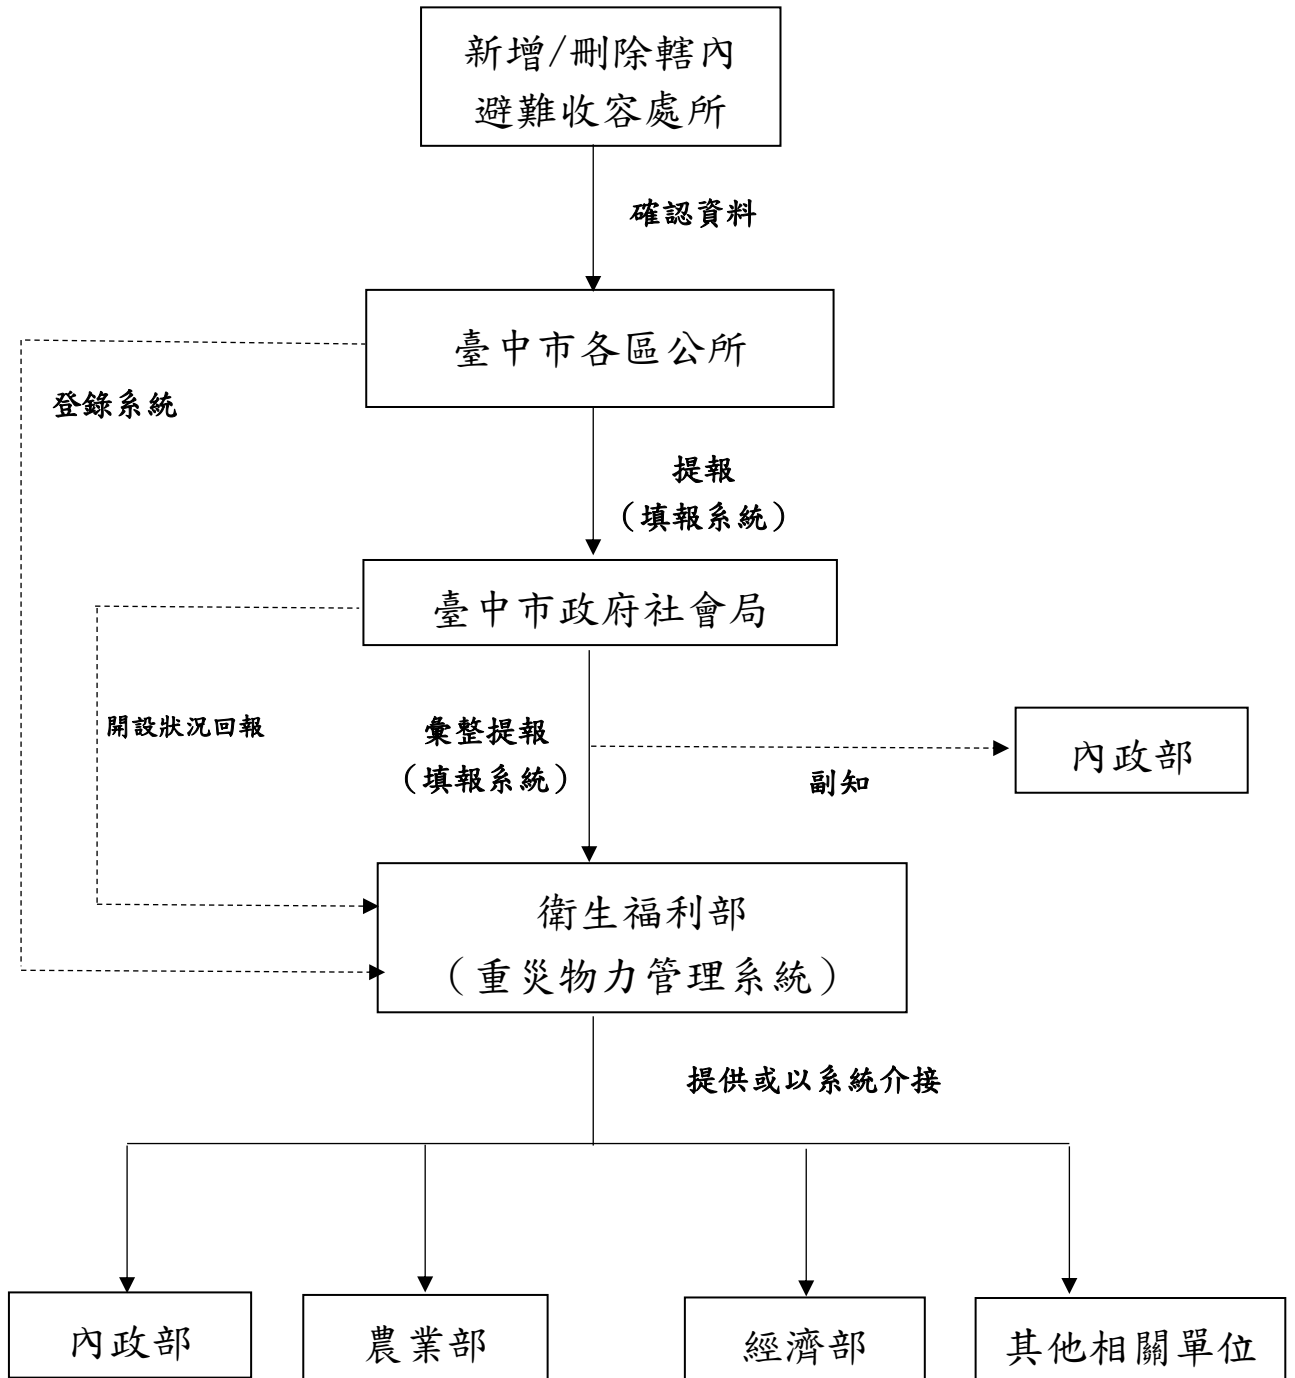 新增/刪除轄內
避難收容處所
確認資料
臺中市各區公所
登錄系統
提報
（填報系統）
臺中市政府社會局
開設狀況回報
彙整提報
（填報系統）
副知
內政部
衛生福利部
（重災物力管理系統）
提供或以系統介接
內政部
農業部
經濟部
其他相關單位